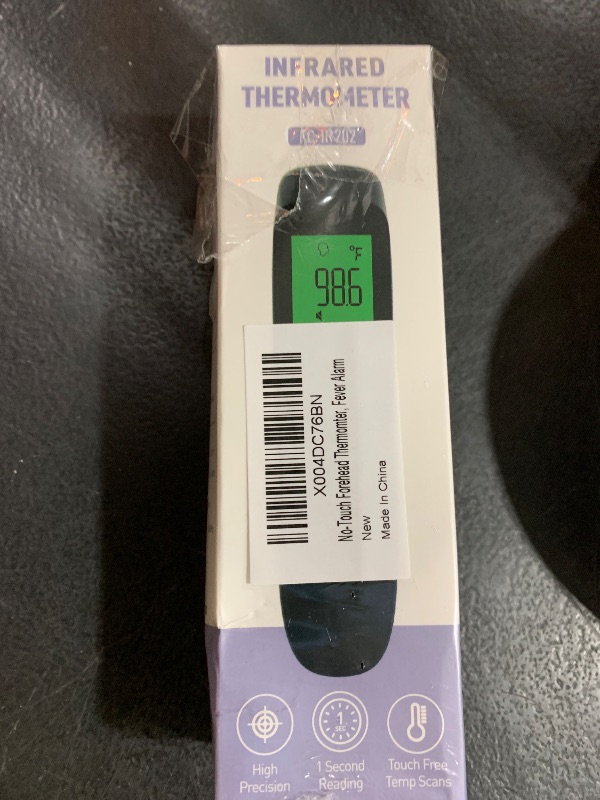 INFRARED
THERMOMETER
°F
98.6
X004DC76BN
No-Touch Forehead Thermomter, Fever Alarm
New
Made In China
1
SEC
High
Precision
1 Second
Reading
Touch Free
Temp Scans